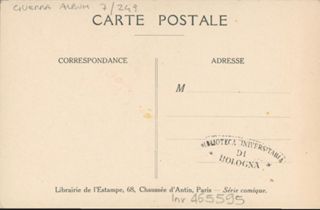 GUERRA ALBUM 7/249
CARTE POSTALE
CORRESPONDANCE
ADRESSE
M
BIBLIOTECA UNIVERSITARIA
DI
BOLOGNA
Librairie de l'Estampe, 68, Chaussée d'Antin, Paris — Série comique.
Inv 465595